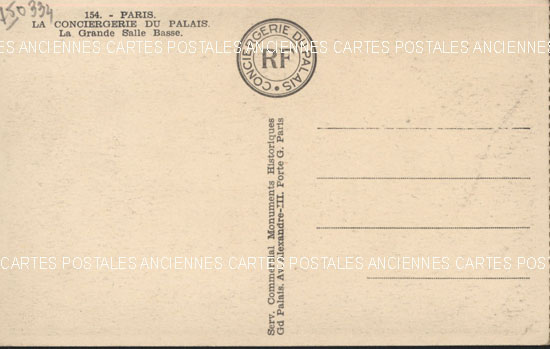 150334
154. - PARIS.
LA CONCIERGERIE DU PALAIS.
La Grande Salle Basse.
CARTES POSTALES ANCIENNES CARTES POSTALES ANCIENNES CARTES POSTALES ANCIENNES
CONCIERGERIE DU PALAIS
RF
Serv. Commercial Monuments Historiques
Gd Palais. Av. Alexandre-III. Porte G. Paris
CARTES POSTALES ANCIENNES CARTES POSTALES ANCIENNES CARTES POSTALES ANCIENNES